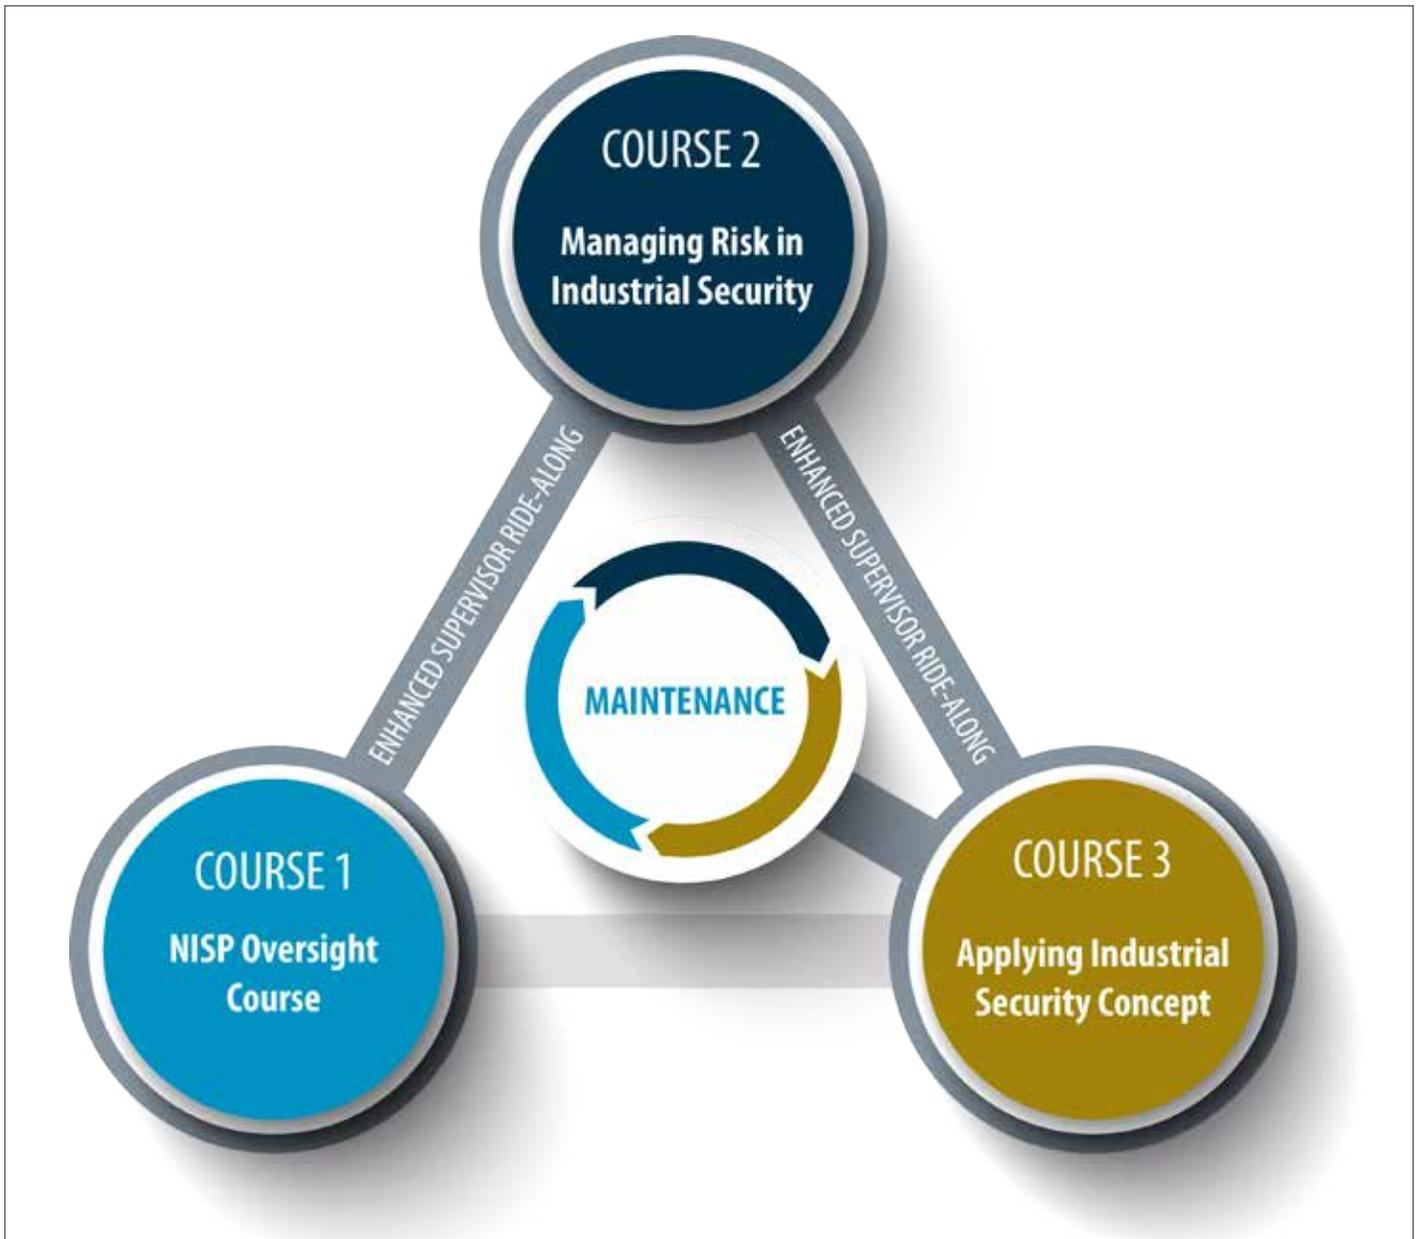 COURSE 2
Managing Risk in
Industrial Security
ENHANCED SUPERVISOR RIDE-ALONG
ENHANCED SUPERVISOR RIDE-ALONG
MAINTENANCE
COURSE 1
NISP Oversight
Course
COURSE 3
Applying Industrial
Security Concept